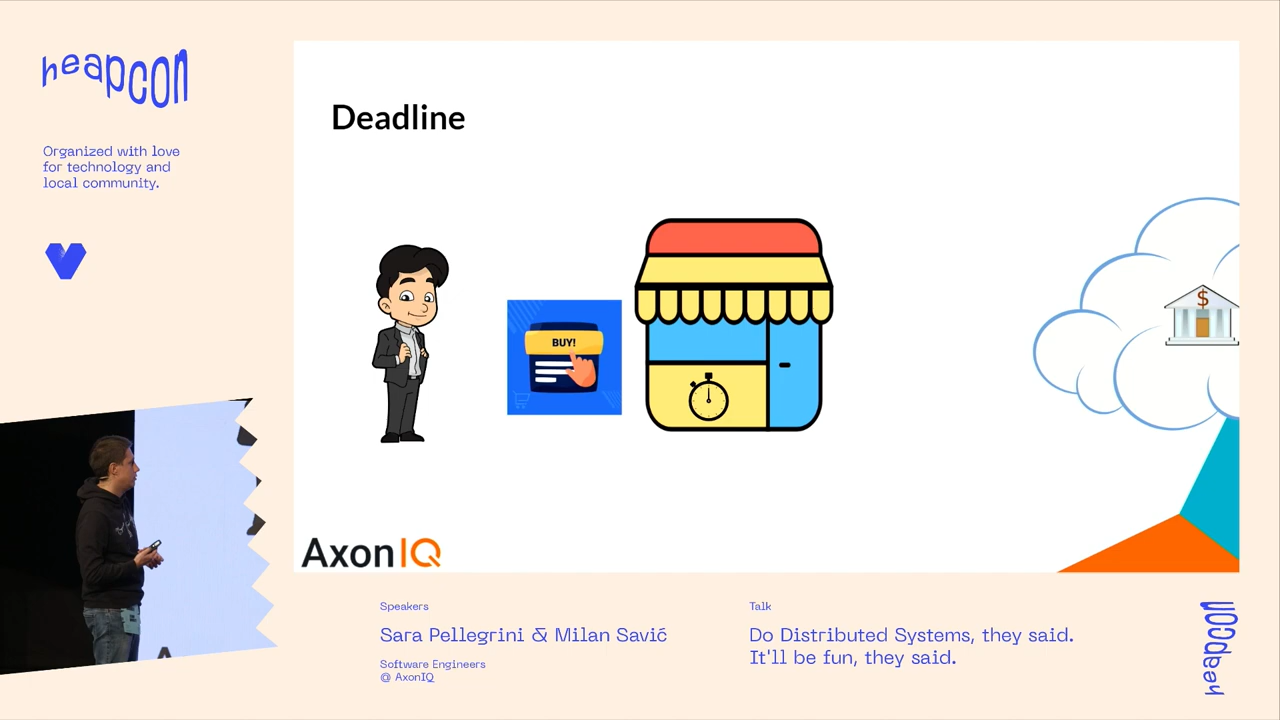 heapcon
Organized with love
for technology and
local community.
Deadline
BUY!
$
AxonIQ
Speakers
Sara Pellegrini & Milan Savić
Software Engineers
@ AxonIQ
Talk
Do Distributed Systems, they said.
It'll be fun, they said.
heapcon